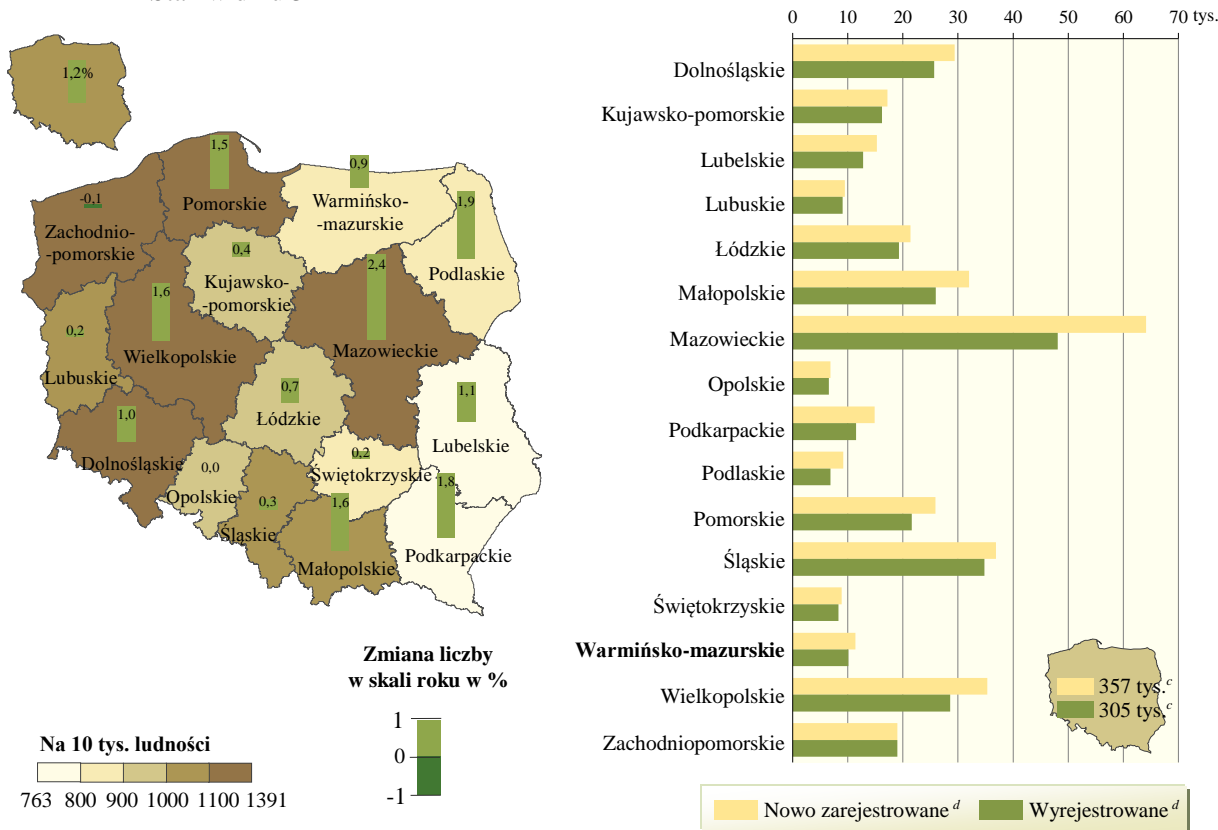 1,2%
1,5
Pomorskie
-0,1
Zachodnio-
-pomorskie
0,9
Warmińsko-
-mazurskie
1,9
Podlaskie
0,4
Kujawsko-
-pomorskie
2,4
Mazowieckie
1,6
Wielkopolskie
0,2
Lubuskie
0,7
Łódzkie
1,1
Lubelskie
1,0
Dolnośląskie
0,0
Opolskie
0,3
Śląskie
0,2
Świętokrzyskie
1,6
Małopolskie
1,8
Podkarpackie
Zmiana liczby
w skali roku w %
1
0
-1
Na 10 tys. ludności
763 800 900 1000 1100 1391
0 10 20 30 40 50 60 70 tys.
Dolnośląskie
Kujawsko-pomorskie
Lubelskie
Lubuskie
Łódzkie
Małopolskie
Mazowieckie
Opolskie
Podkarpackie
Podlaskie
Pomorskie
Śląskie
Świętokrzyskie
Warmińsko-mazurskie
Wielkopolskie
Zachodniopomorskie
357 tys.c
305 tys.c
Nowo zarejestrowane d Wyrejestrowane d